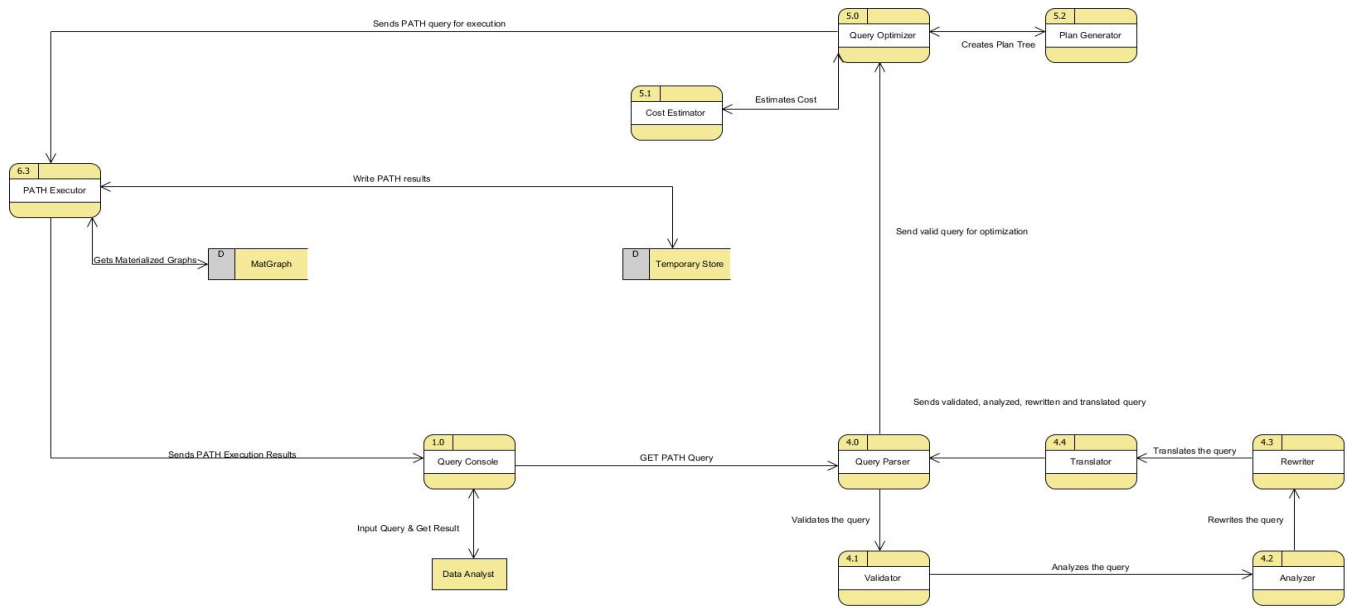 Sends PATH query for execution
5.0
Query Optimizer
Creates Plan Tree
5.2
Plan Generator
5.1
Cost Estimator
Estimates Cost
6.3
PATH Executor
Write PATH results
Gets Materialized Graphs
D
MatGraph
D
Temporary Store
Send valid query for optimization
Sends validated, analyzed, rewritten and translated query
Sends PATH Execution Results
1.0
Query Console
GET PATH Query
4.0
Query Parser
4.4
Translator
Translates the query
4.3
Rewriter
Input Query & Get Result
Validates the query
Rewrites the query
Data Analyst
4.1
Validator
Analyzes the query
4.2
Analyzer